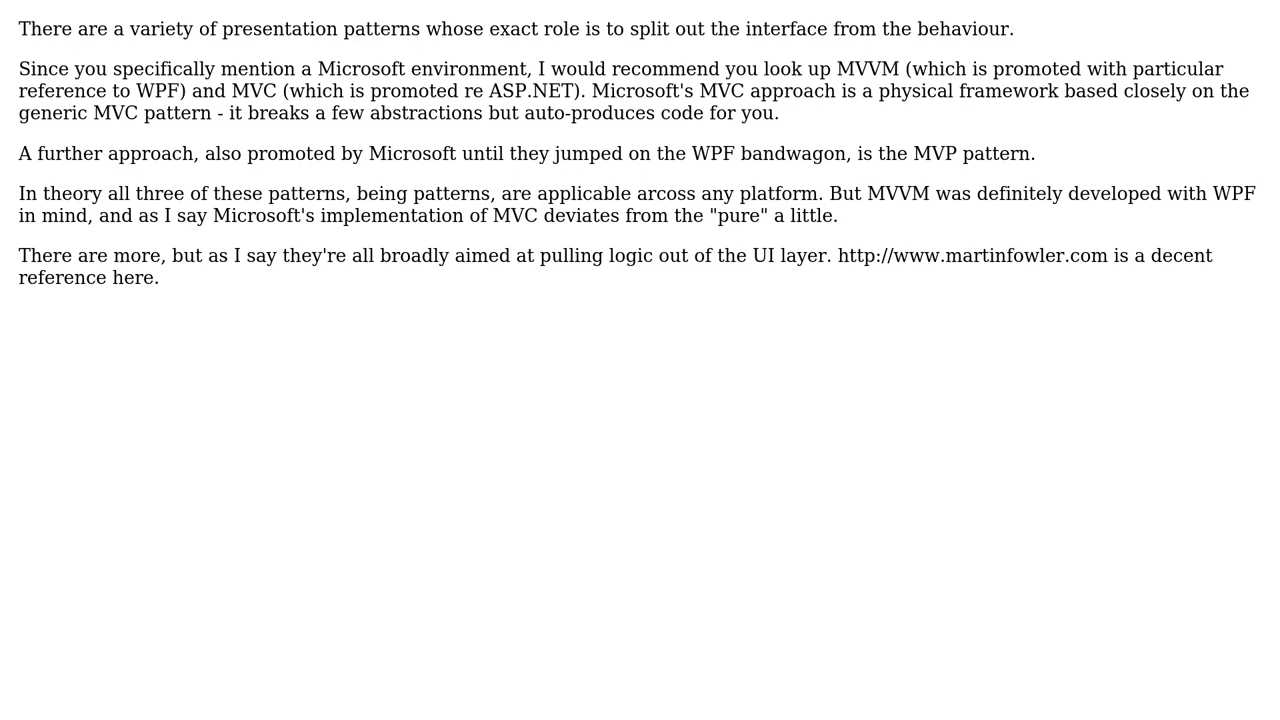 There are a variety of presentation patterns whose exact role is to split out the interface from the behaviour.
Since you specifically mention a Microsoft environment, I would recommend you look up MVVM (which is promoted with particular
reference to WPF) and MVC (which is promoted re ASP.NET). Microsoft's MVC approach is a physical framework based closely on the
generic MVC pattern - it breaks a few abstractions but auto-produces code for you.
A further approach, also promoted by Microsoft until they jumped on the WPF bandwagon, is the MVP pattern.
In theory all three of these patterns, being patterns, are applicable arcoss any platform. But MVVM was definitely developed with WPF
in mind, and as I say Microsoft's implementation of MVC deviates from the "pure" a little.
There are more, but as I say they're all broadly aimed at pulling logic out of the UI layer. http://www.martinfowler.com is a decent
reference here.